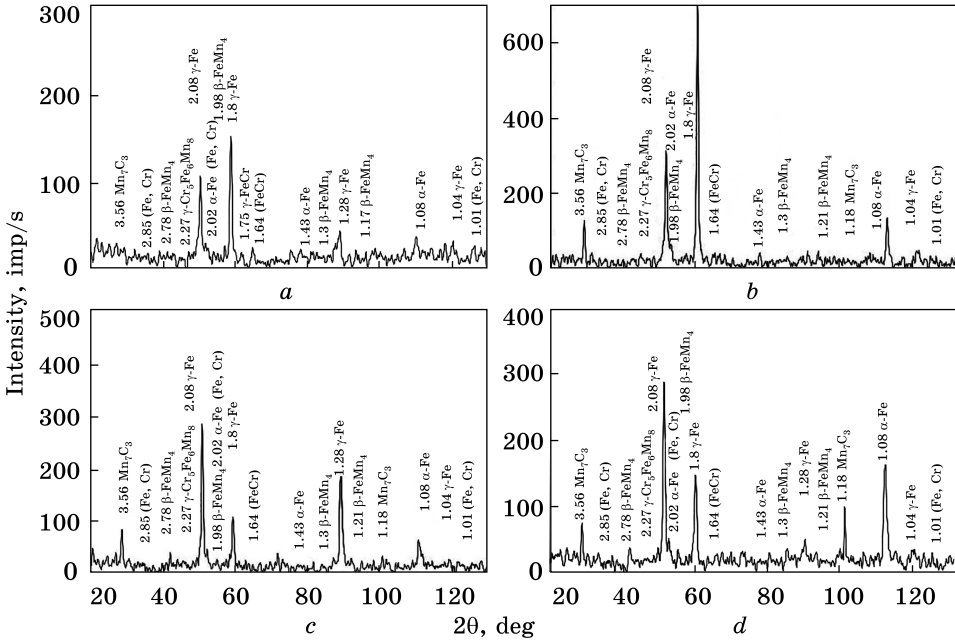 Intensity, imp/s
300
200
100
0
3.56 Mn₇C₃
2.85 (Fe, Cr)
2.78 β-FeMn₄
2.27 γ-Cr₅Fe₆Mn₈
2.08 γ-Fe
2.02 α-Fe (Fe, Cr)
1.98 β-FeMn₄
1.8 γ-Fe
1.75 γ-FeCr
1.64 (FeCr)
1.43 α-Fe
1.3 β-FeMn₄
1.28 γ-Fe
1.17 β-FeMn₄
1.08 α-Fe
1.04 γ-Fe
1.01 (Fe, Cr)
a
600
400
200
0
3.56 Mn₇C₃
2.85 (Fe, Cr)
2.78 β-FeMn₄
2.27 γ-Cr₅Fe₆Mn₈
2.08 γ-Fe
1.98 β-FeMn₄
2.02 α-Fe
1.8 γ-Fe
1.64 (FeCr)
1.43 α-Fe
1.3 β-FeMn₄
1.21 β-FeMn₄
1.18 Mn₇C₃
1.08 α-Fe
1.04 γ-Fe
1.01 (Fe, Cr)
b
500
400
300
200
100
0
3.56 Mn₇C₃
2.85 (Fe, Cr)
2.78 β-FeMn₄
2.27 γ-Cr₅Fe₆Mn₈
2.08 γ-Fe
1.98 β-FeMn₄
2.02 α-Fe (Fe, Cr)
1.8 γ-Fe
1.64 (FeCr)
1.43 α-Fe
1.3 β-FeMn₄
1.28 γ-Fe
1.21 β-FeMn₄
1.18 Mn₇C₃
1.08 α-Fe
1.04 γ-Fe
1.01 (Fe, Cr)
20 40 60 80 100 120
c
400
300
200
100
0
3.56 Mn₇C₃
2.85 (Fe, Cr)
2.78 β-FeMn₄
2.27 γ-Cr₅Fe₆Mn₈
2.08 γ-Fe
2.02 α-Fe (Fe, Cr)
1.98 β-FeMn₄
1.8 γ-Fe
1.64 (FeCr)
1.43 α-Fe
1.3 β-FeMn₄
1.28 γ-Fe
1.21 β-FeMn₄
1.18 Mn₇C₃
1.08 α-Fe
1.04 γ-Fe
1.01 (Fe, Cr)
20 40 60 80 100 120
d
2θ, deg